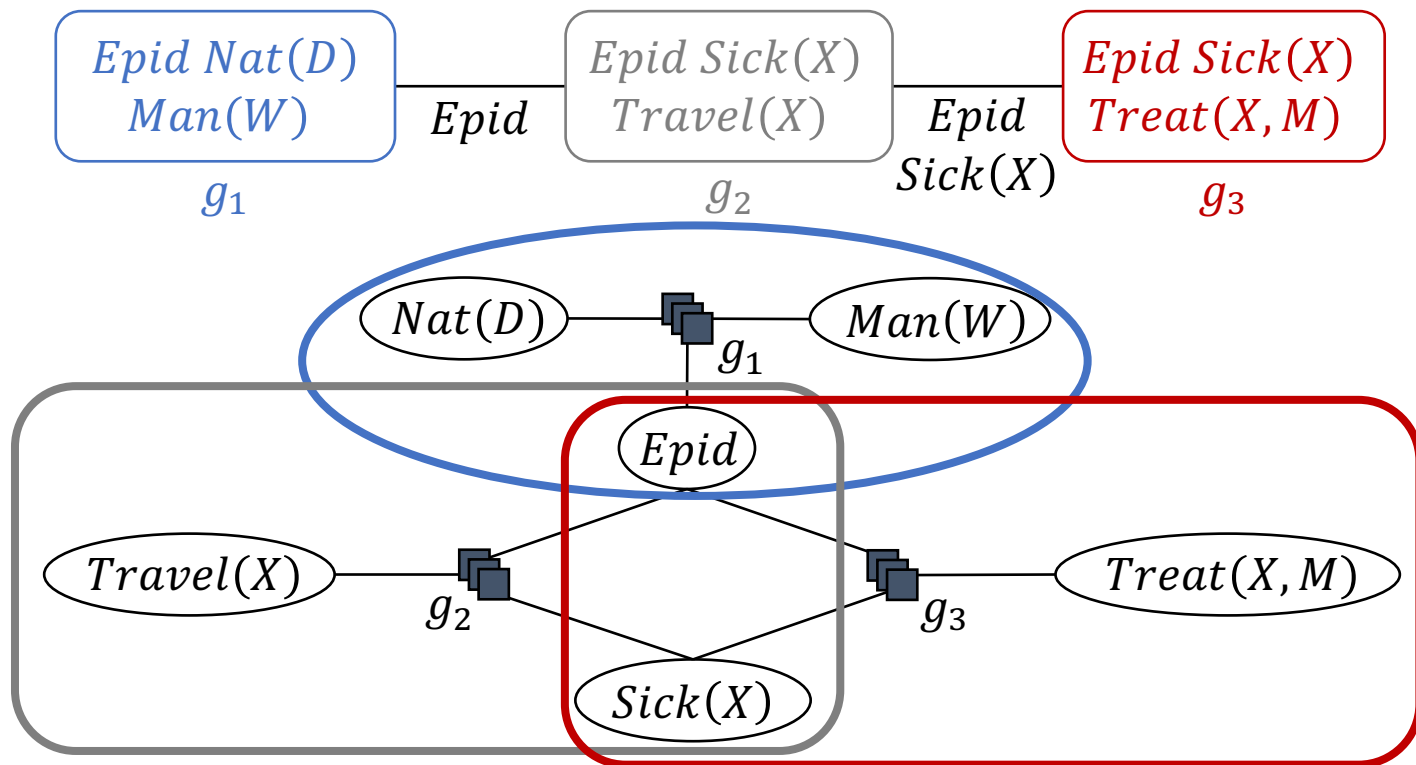 Epid Nat(D)
Man(W)
Epid
Epid Sick(X)
Travel(X)
Epid
Sick(X)
Epid Sick(X)
Treat(X, M)
g₁
g₂
g₃
Nat(D)
Man(W)
g₁
Epid
Travel(X)
g₂
g₃
Treat(X, M)
Sick(X)